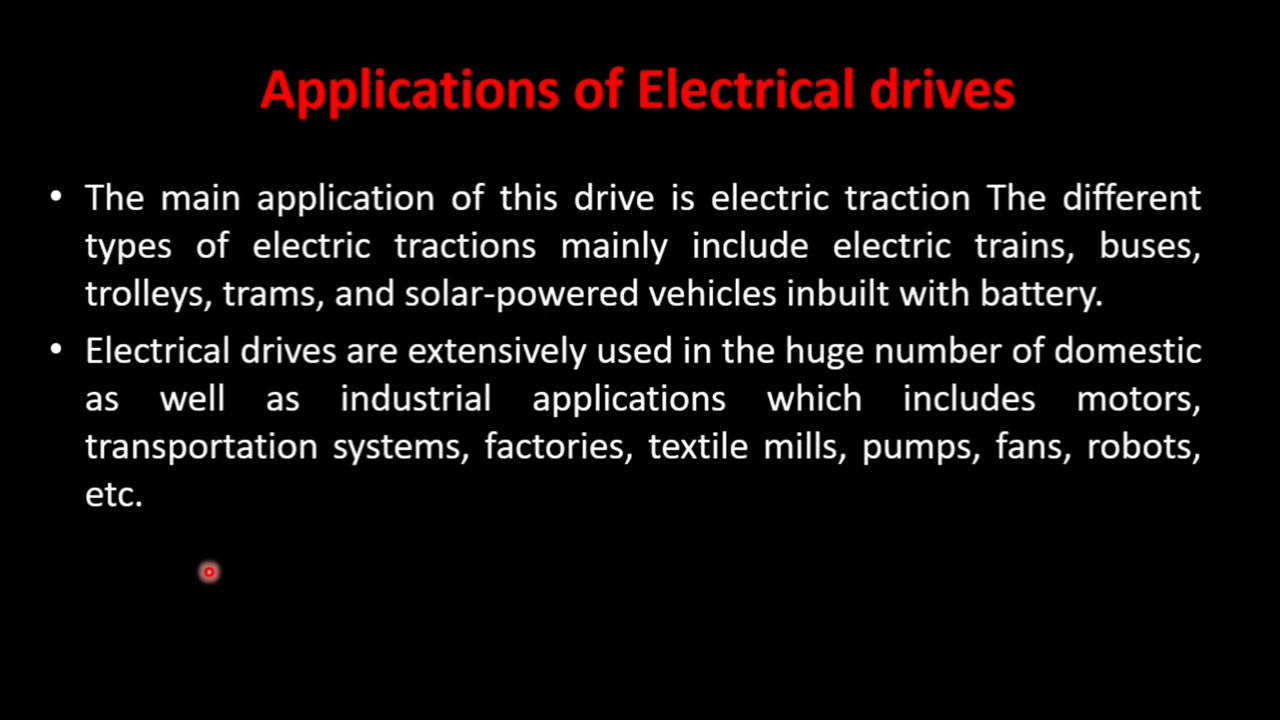 Applications of Electrical drives
• The main application of this drive is electric traction The different
types of electric tractions mainly include electric trains, buses,
trolleys, trams, and solar-powered vehicles inbuilt with battery.
• Electrical drives are extensively used in the huge number of domestic
as well as industrial applications which includes motors,
transportation systems, factories, textile mills, pumps, fans, robots,
etc.